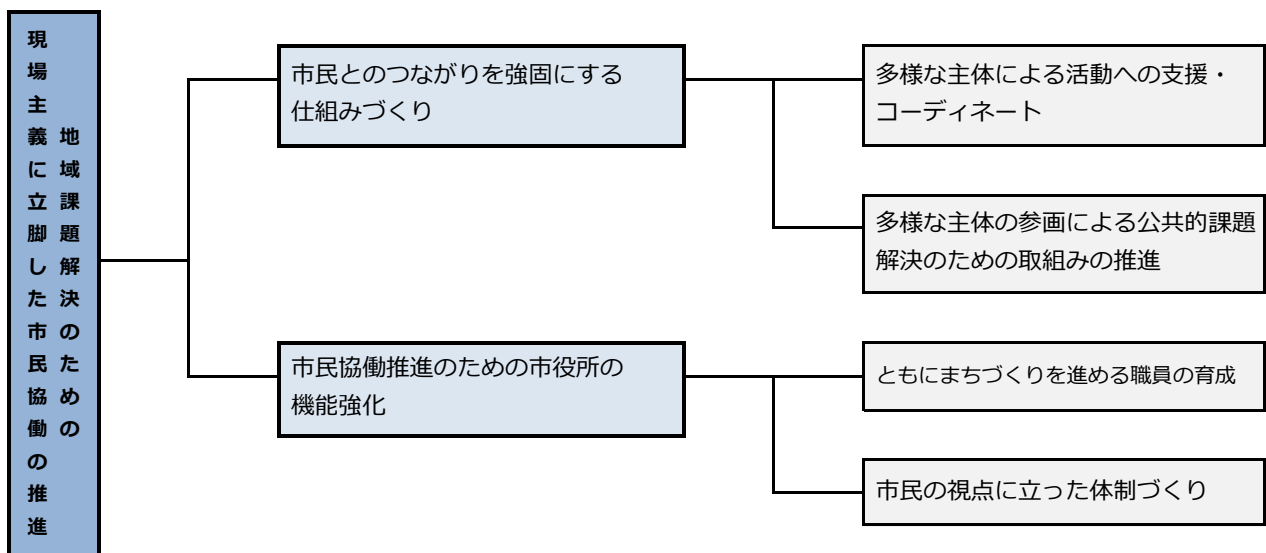 地域課題解決のための
現場主義に立脚した市民協働の推進
市民とのつながりを強固にする
仕組みづくり
多様な主体による活動への支援・
コーディネート
多様な主体の参画による公共的課題
解決のための取組みの推進
市民協働推進のための市役所の
機能強化
ともにまちづくりを進める職員の育成
市民の視点に立った体制づくり